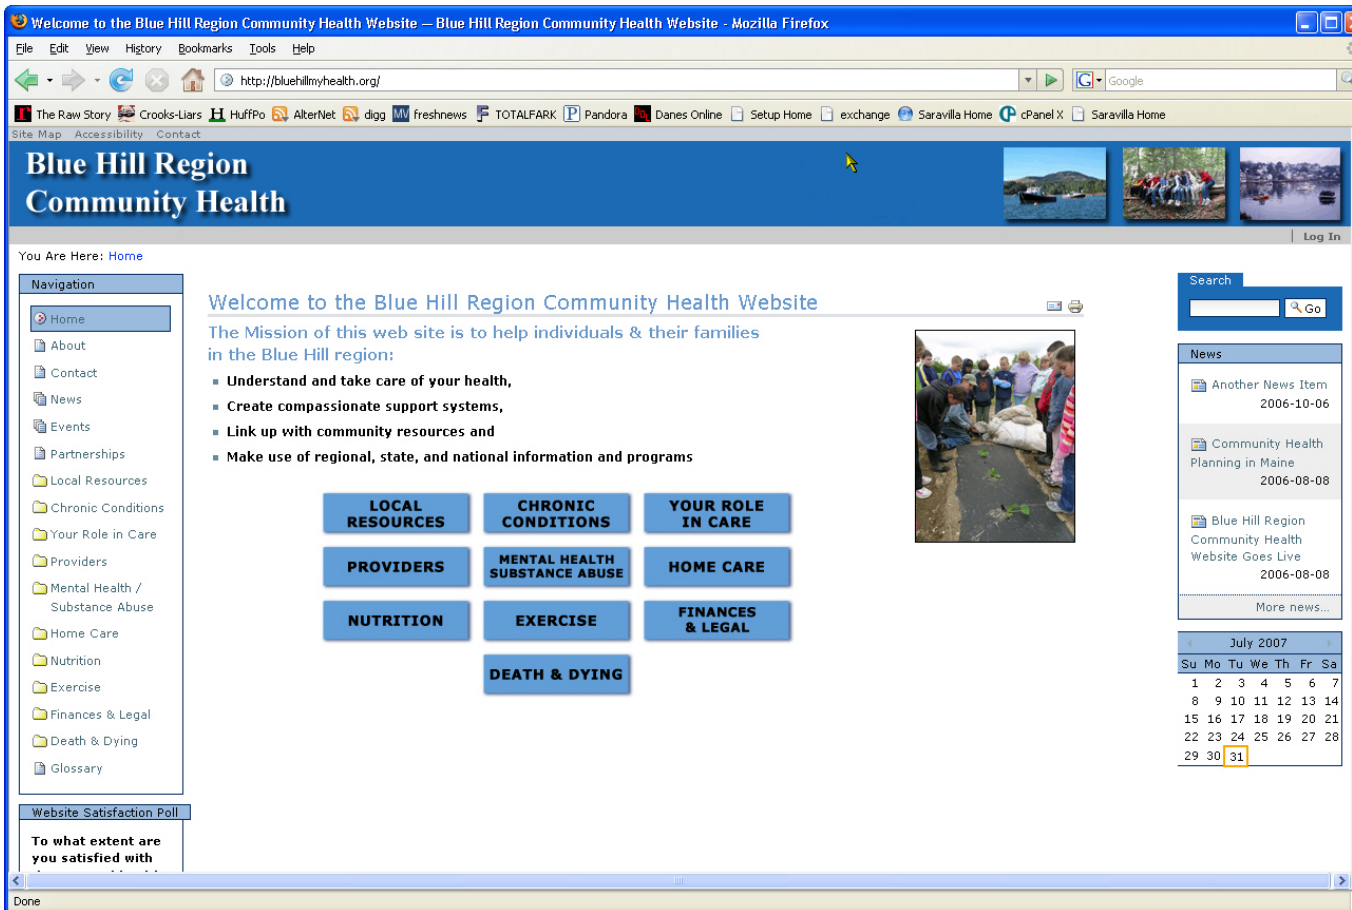 Welcome to the Blue Hill Region Community Health Website — Blue Hill Region Community Health Website - Mozilla Firefox
File Edit View History Bookmarks Tools Help
http://bluehillmyhealth.org/
G Google
The Raw Story Crooks-Liars H HuffPo AlterNet digg MV freshnews F TOTALFARK P Pandora Danes Online Setup Home exchange Saravilla Home cP cPanel X Saravilla Home
Site Map Accessibility Contact
Blue Hill Region
Community Health
| Log In
You Are Here: Home
Navigation
Home
About
Contact
News
Events
Partnerships
Local Resources
Chronic Conditions
Your Role in Care
Providers
Mental Health /
Substance Abuse
Home Care
Nutrition
Exercise
Finances & Legal
Death & Dying
Glossary
Website Satisfaction Poll
To what extent are
you satisfied with
Welcome to the Blue Hill Region Community Health Website
The Mission of this web site is to help individuals & their families
in the Blue Hill region:
Understand and take care of your health,
Create compassionate support systems,
Link up with community resources and
Make use of regional, state, and national information and programs
LOCAL
RESOURCES
CHRONIC
CONDITIONS
YOUR ROLE
IN CARE
PROVIDERS
MENTAL HEALTH
SUBSTANCE ABUSE
HOME CARE
NUTRITION
EXERCISE
FINANCES
& LEGAL
DEATH & DYING
Search
Go
News
Another News Item
2006-10-06
Community Health
Planning in Maine
2006-08-08
Blue Hill Region
Community Health
Website Goes Live
2006-08-08
More news...
July 2007
Su Mo Tu We Th Fr Sa
1 2 3 4 5 6 7
8 9 10 11 12 13 14
15 16 17 18 19 20 21
22 23 24 25 26 27 28
29 30 31
Done